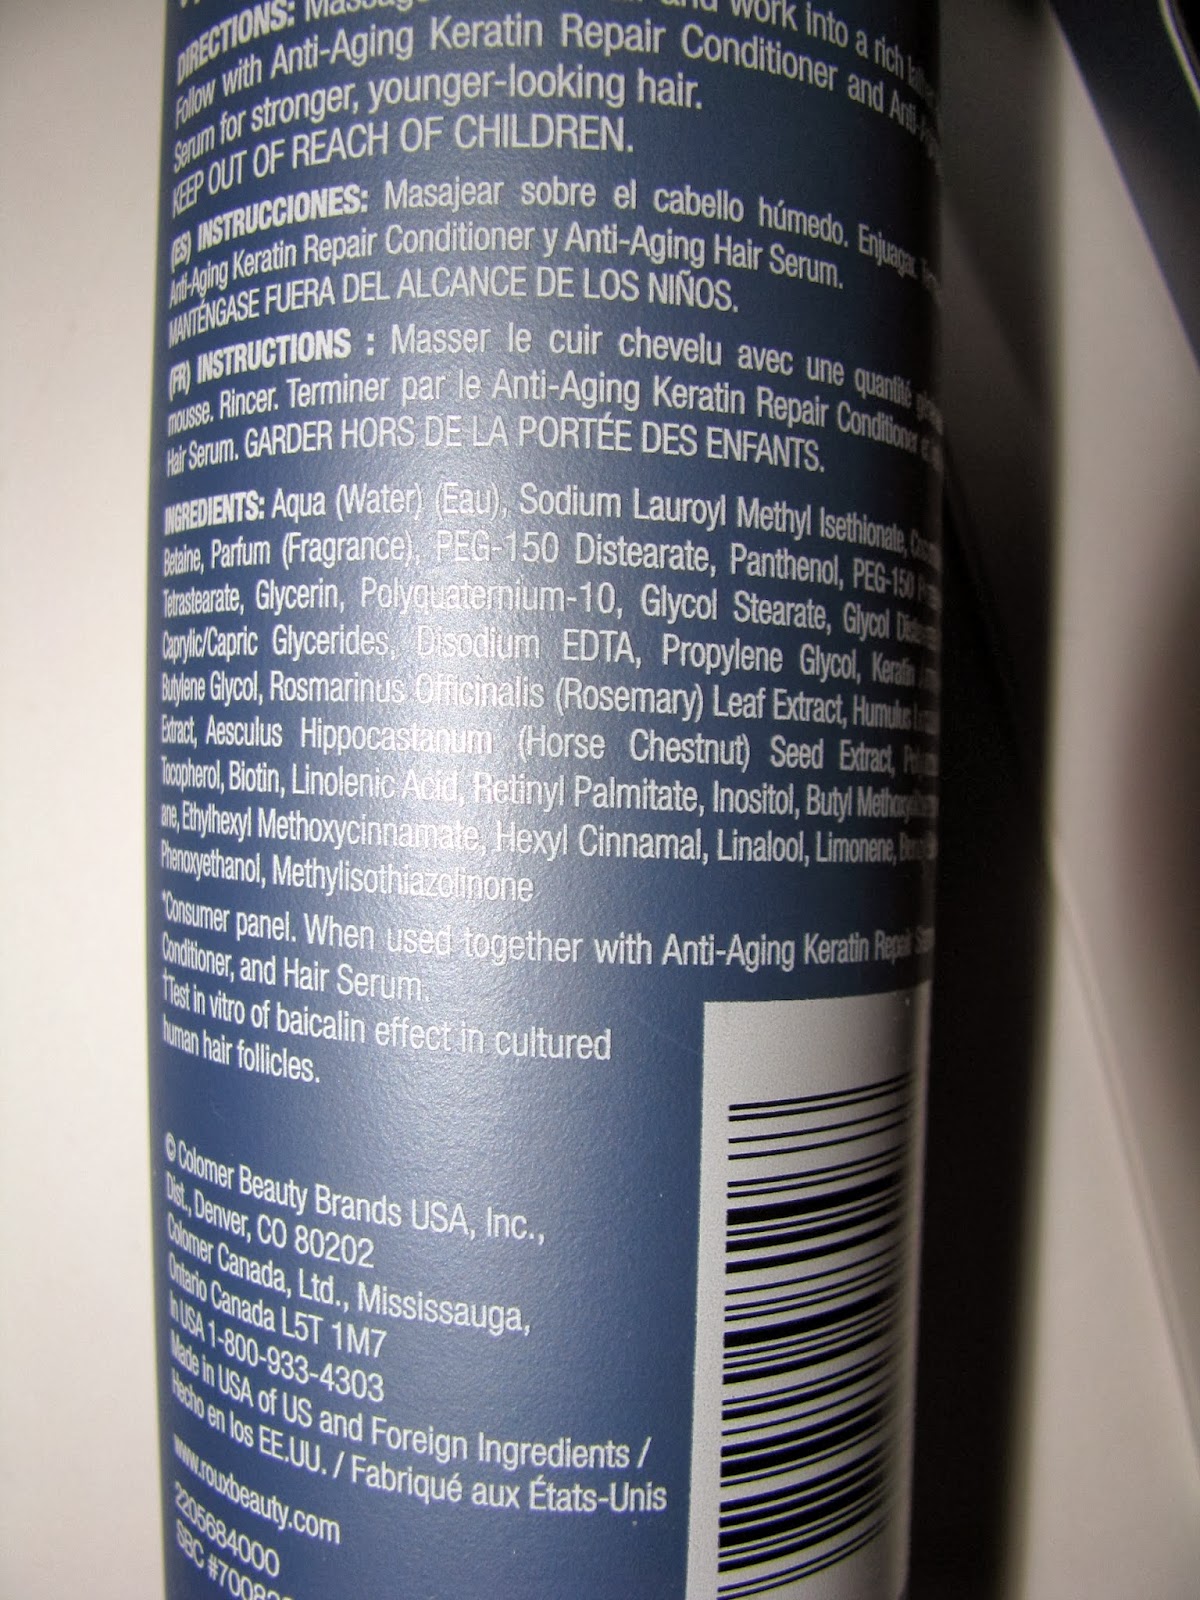 DIRECTIONS: Massage and work into a rich
Follow with Anti-Aging Keratin Repair Conditioner and
Serum for stronger, younger-looking hair.
KEEP OUT OF REACH OF CHILDREN.
(ES) INSTRUCCIONES: Masajear sobre el cabello húmedo. Enjuagar.
Anti-Aging Keratin Repair Conditioner y Anti-Aging Hair Serum.
MANTÉNGASE FUERA DEL ALCANCE DE LOS NIÑOS.
(FR) INSTRUCTIONS : Masser le cuir chevelu avec une quantité
mousse. Rincer. Terminer par le Anti-Aging Keratin Repair Conditioner
Hair Serum. GARDER HORS DE LA PORTÉE DES ENFANTS.
INGREDIENTS: Aqua (Water) (Eau), Sodium Lauroyl Methyl Isethionate,
Betaine, Parfum (Fragrance), PEG-150 Distearate, Panthenol, PEG-150
Tetrastearate, Glycerin, Polyquaternium-10, Glycol Stearate, Glycol
Caprylic/Capric Glycerides, Disodium EDTA, Propylene Glycol, Keratin
Butylene Glycol, Rosmarinus Officinalis (Rosemary) Leaf Extract, Humulus
Extract, Aesculus Hippocastanum (Horse Chestnut) Seed Extract,
Tocopherol, Biotin, Linolenic Acid, Retinyl Palmitate, Inositol, Butyl
ane, Ethylhexyl Methoxycinnamate, Hexyl Cinnamal, Linalool, Limonene,
Phenoxyethanol, Methylisothiazolinone
*Consumer panel. When used together with Anti-Aging Keratin Repair
Conditioner, and Hair Serum.
†Test in vitro of baicalin effect in cultured
human hair follicles.
© Colomer Beauty Brands USA, Inc.,
Dist., Denver, CO 80202
Colomer Canada, Ltd., Mississauga,
Ontario Canada L5T 1M7
In USA 1-800-933-4303
Made in USA of US and Foreign Ingredients /
Hecho en los EE.UU. / Fabriqué aux États-Unis
www.rouxbeauty.com
2205684000
SBC